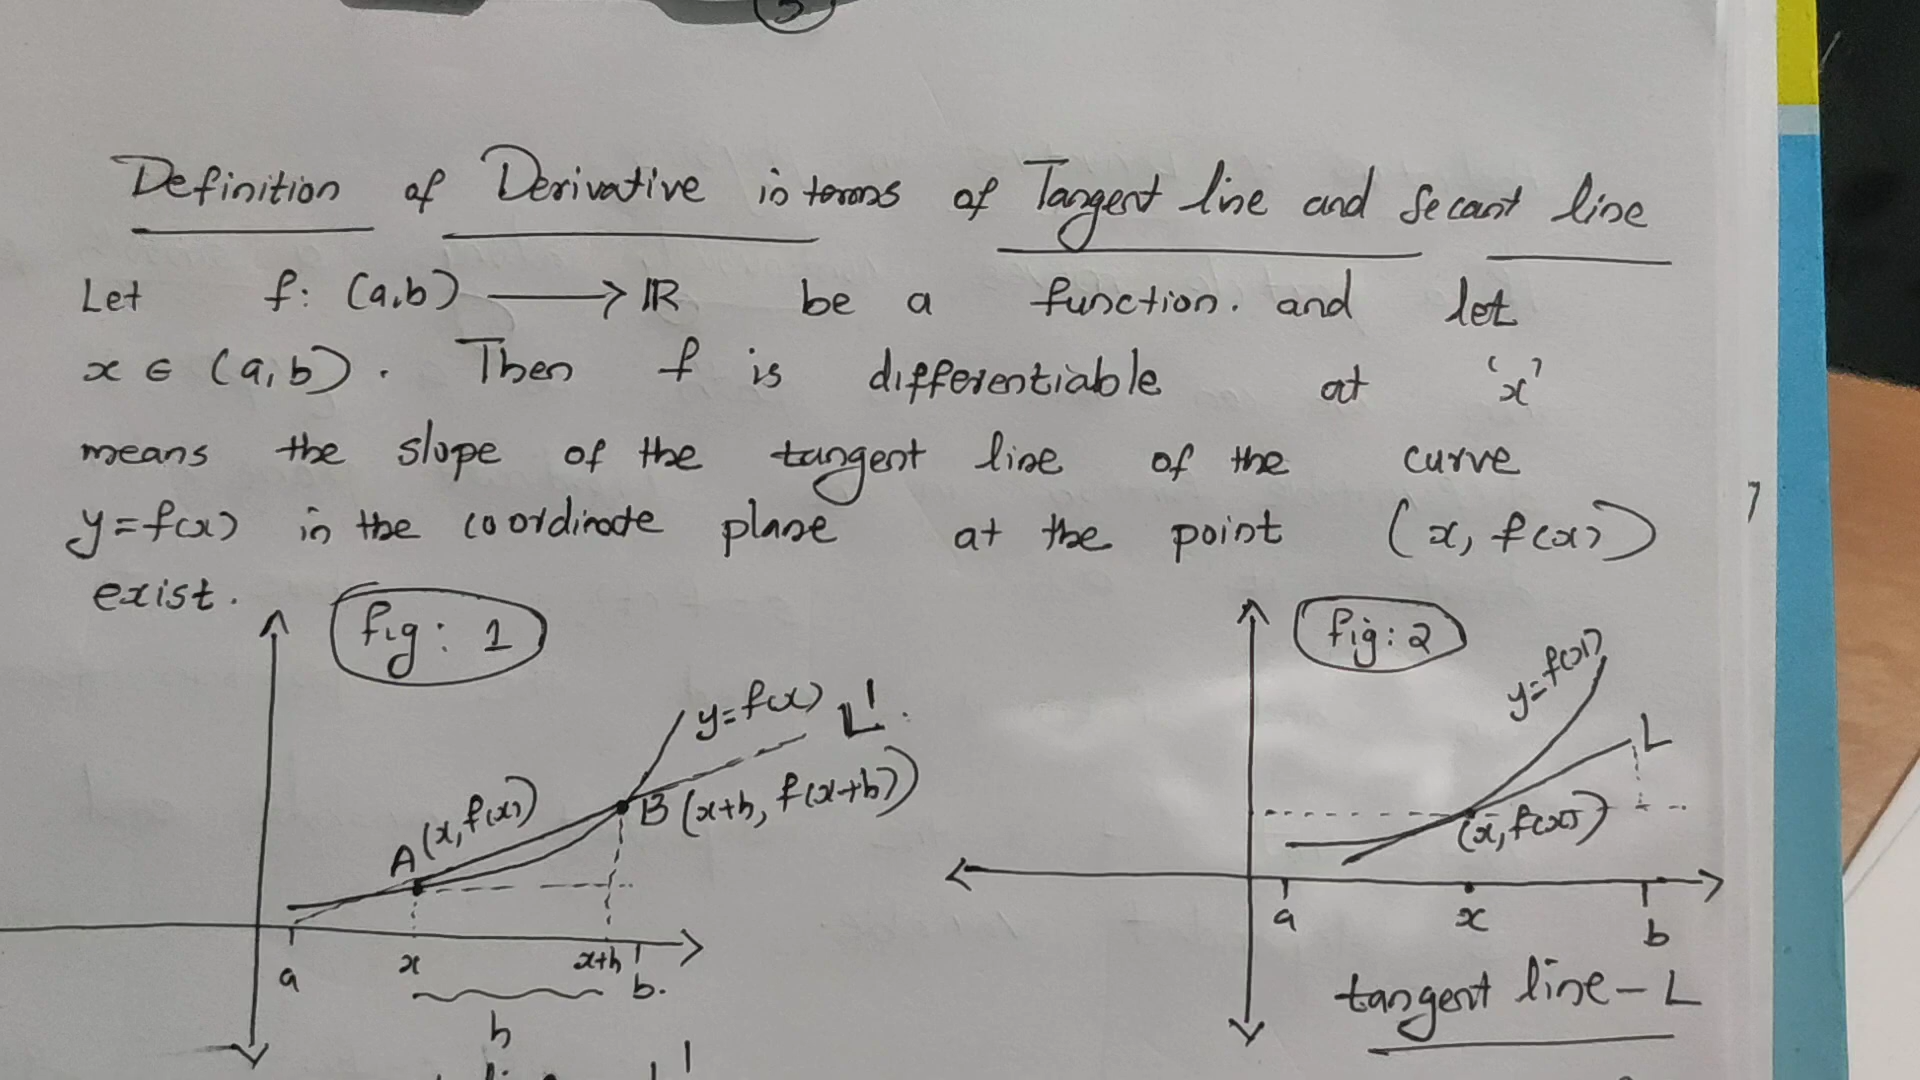 Definition of Derivative in terms of Tangent line and Secant line
Let f: (a,b) ⟶ ℝ be a function. and let
x ∈ (a,b). Then f is differentiable at 'x'
means the slope of the tangent line of the curve
y=f(x) in the coordinate plane at the point (x, f(x))
exist.
fig: 1
y=f(x) L'.
A (x, f(x))
B (x+h, f(x+h))
a x x+h b.
h
fig: 2
y=f(x)
L
(x, f(x))
a x b
tangent line - L